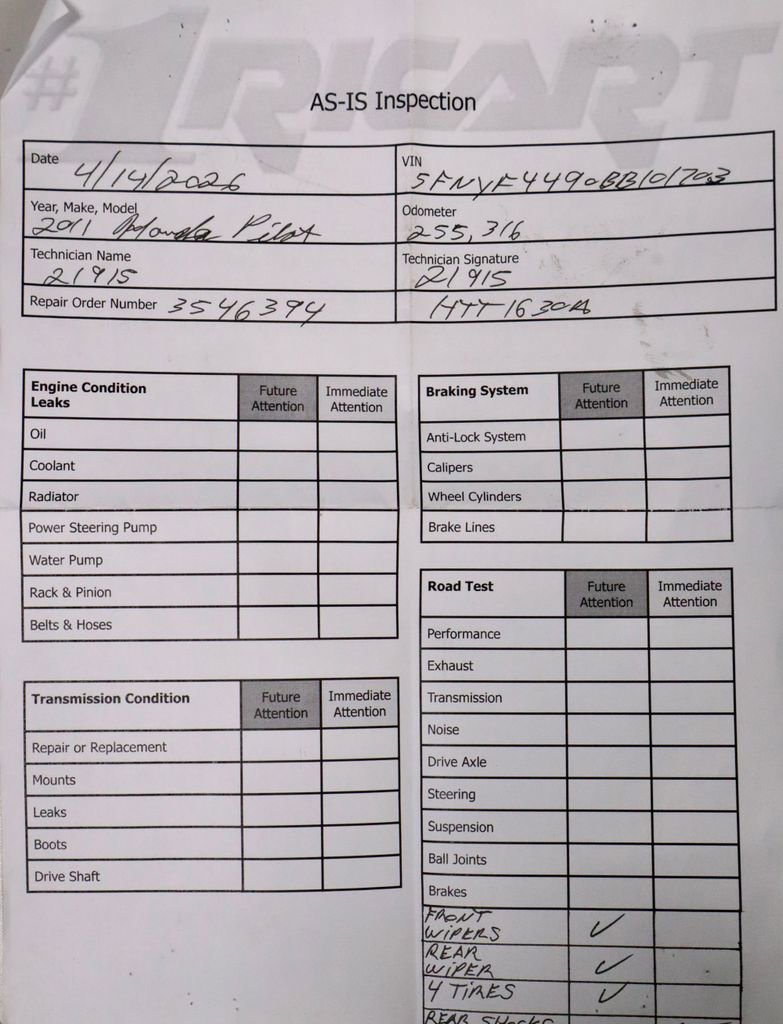 #1 RICART
AS-IS Inspection
Date 4/14/2026
VIN 5FNYF4490BB101703
Year, Make, Model 2011 Honda Pilot
Odometer 255,316
Technician Name 21915
Technician Signature 21915
Repair Order Number 3546394
Engine Condition Leaks
Future Attention
Immediate Attention
Oil
Coolant
Radiator
Power Steering Pump
Water Pump
Rack & Pinion
Belts & Hoses
Transmission Condition
Future Attention
Immediate Attention
Repair or Replacement
Mounts
Leaks
Boots
Drive Shaft
Braking System
Future Attention
Immediate Attention
Anti-Lock System
Calipers
Wheel Cylinders
Brake Lines
Road Test
Future Attention
Immediate Attention
Performance
Exhaust
Transmission
Noise
Drive Axle
Steering
Suspension
Ball Joints
Brakes
FRONT WIPERS ✓
REAR WIPER ✓
4 TIRES ✓
REAR SHOCKS